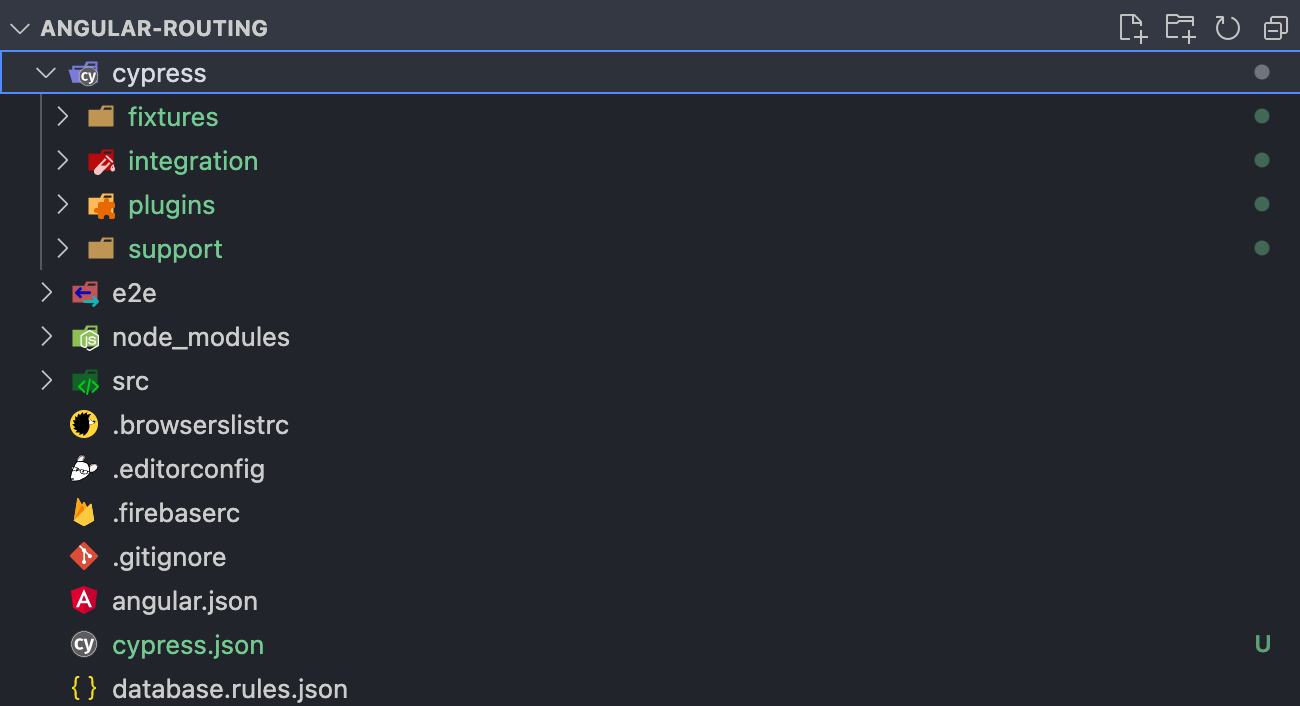 ANGULAR-ROUTING
cypress
fixtures
integration
plugins
support
e2e
node_modules
src
.browserslistrc
.editorconfig
.firebaserc
.gitignore
angular.json
cypress.json U
database.rules.json